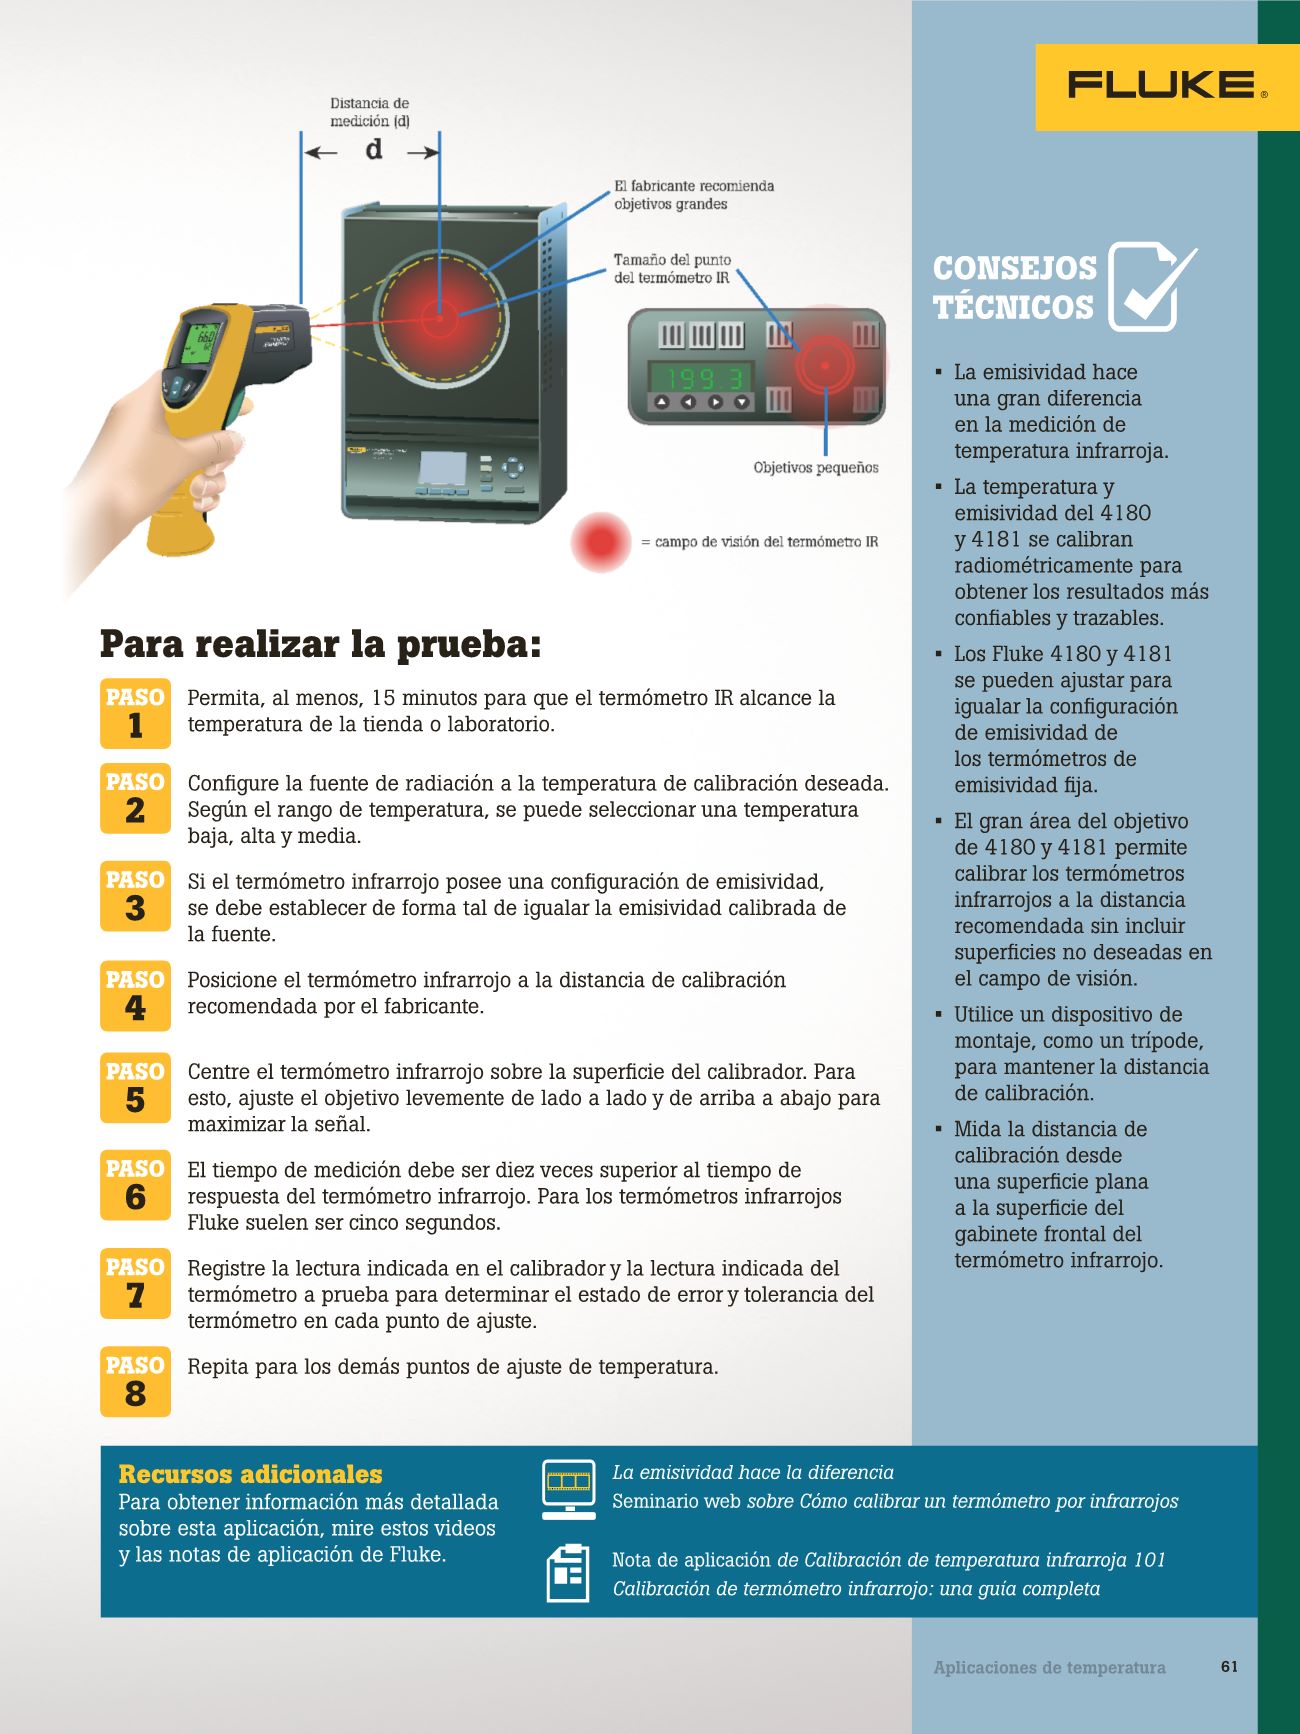 FLUKE®
Distancia de
medición (d)
d
El fabricante recomienda
objetivos grandes
Tamaño del punto
del termómetro IR
199.3
Objetivos pequeños
= campo de visión del termómetro IR
Para realizar la prueba:
PASO
1
Permita, al menos, 15 minutos para que el termómetro IR alcance la
temperatura de la tienda o laboratorio.
PASO
2
Configure la fuente de radiación a la temperatura de calibración deseada.
Según el rango de temperatura, se puede seleccionar una temperatura
baja, alta y media.
PASO
3
Si el termómetro infrarrojo posee una configuración de emisividad,
se debe establecer de forma tal de igualar la emisividad calibrada de
la fuente.
PASO
4
Posicione el termómetro infrarrojo a la distancia de calibración
recomendada por el fabricante.
PASO
5
Centre el termómetro infrarrojo sobre la superficie del calibrador. Para
esto, ajuste el objetivo levemente de lado a lado y de arriba a abajo para
maximizar la señal.
PASO
6
El tiempo de medición debe ser diez veces superior al tiempo de
respuesta del termómetro infrarrojo. Para los termómetros infrarrojos
Fluke suelen ser cinco segundos.
PASO
7
Registre la lectura indicada en el calibrador y la lectura indicada del
termómetro a prueba para determinar el estado de error y tolerancia del
termómetro en cada punto de ajuste.
PASO
8
Repita para los demás puntos de ajuste de temperatura.
CONSEJOS
TÉCNICOS
▪ La emisividad hace
una gran diferencia
en la medición de
temperatura infrarroja.
▪ La temperatura y
emisividad del 4180
y 4181 se calibran
radiométricamente para
obtener los resultados más
confiables y trazables.
▪ Los Fluke 4180 y 4181
se pueden ajustar para
igualar la configuración
de emisividad de
los termómetros de
emisividad fija.
▪ El gran área del objetivo
de 4180 y 4181 permite
calibrar los termómetros
infrarrojos a la distancia
recomendada sin incluir
superficies no deseadas en
el campo de visión.
▪ Utilice un dispositivo de
montaje, como un trípode,
para mantener la distancia
de calibración.
▪ Mida la distancia de
calibración desde
una superficie plana
a la superficie del
gabinete frontal del
termómetro infrarrojo.
Recursos adicionales
Para obtener información más detallada
sobre esta aplicación, mire estos videos
y las notas de aplicación de Fluke.
La emisividad hace la diferencia
Seminario web sobre Cómo calibrar un termómetro por infrarrojos
Nota de aplicación de Calibración de temperatura infrarroja 101
Calibración de termómetro infrarrojo: una guía completa
Aplicaciones de temperatura 61